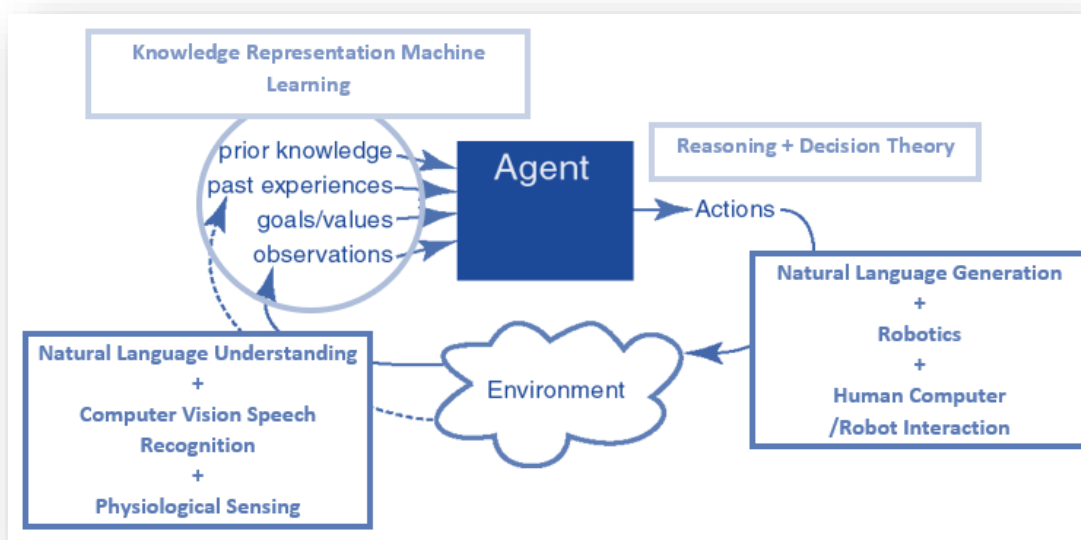 Knowledge Representation Machine
Learning
prior knowledge
past experiences
goals/values
observations
Agent
Reasoning + Decision Theory
Actions
Natural Language Generation
+
Robotics
+
Human Computer
/Robot Interaction
Environment
Natural Language Understanding
+
Computer Vision Speech
Recognition
+
Physiological Sensing